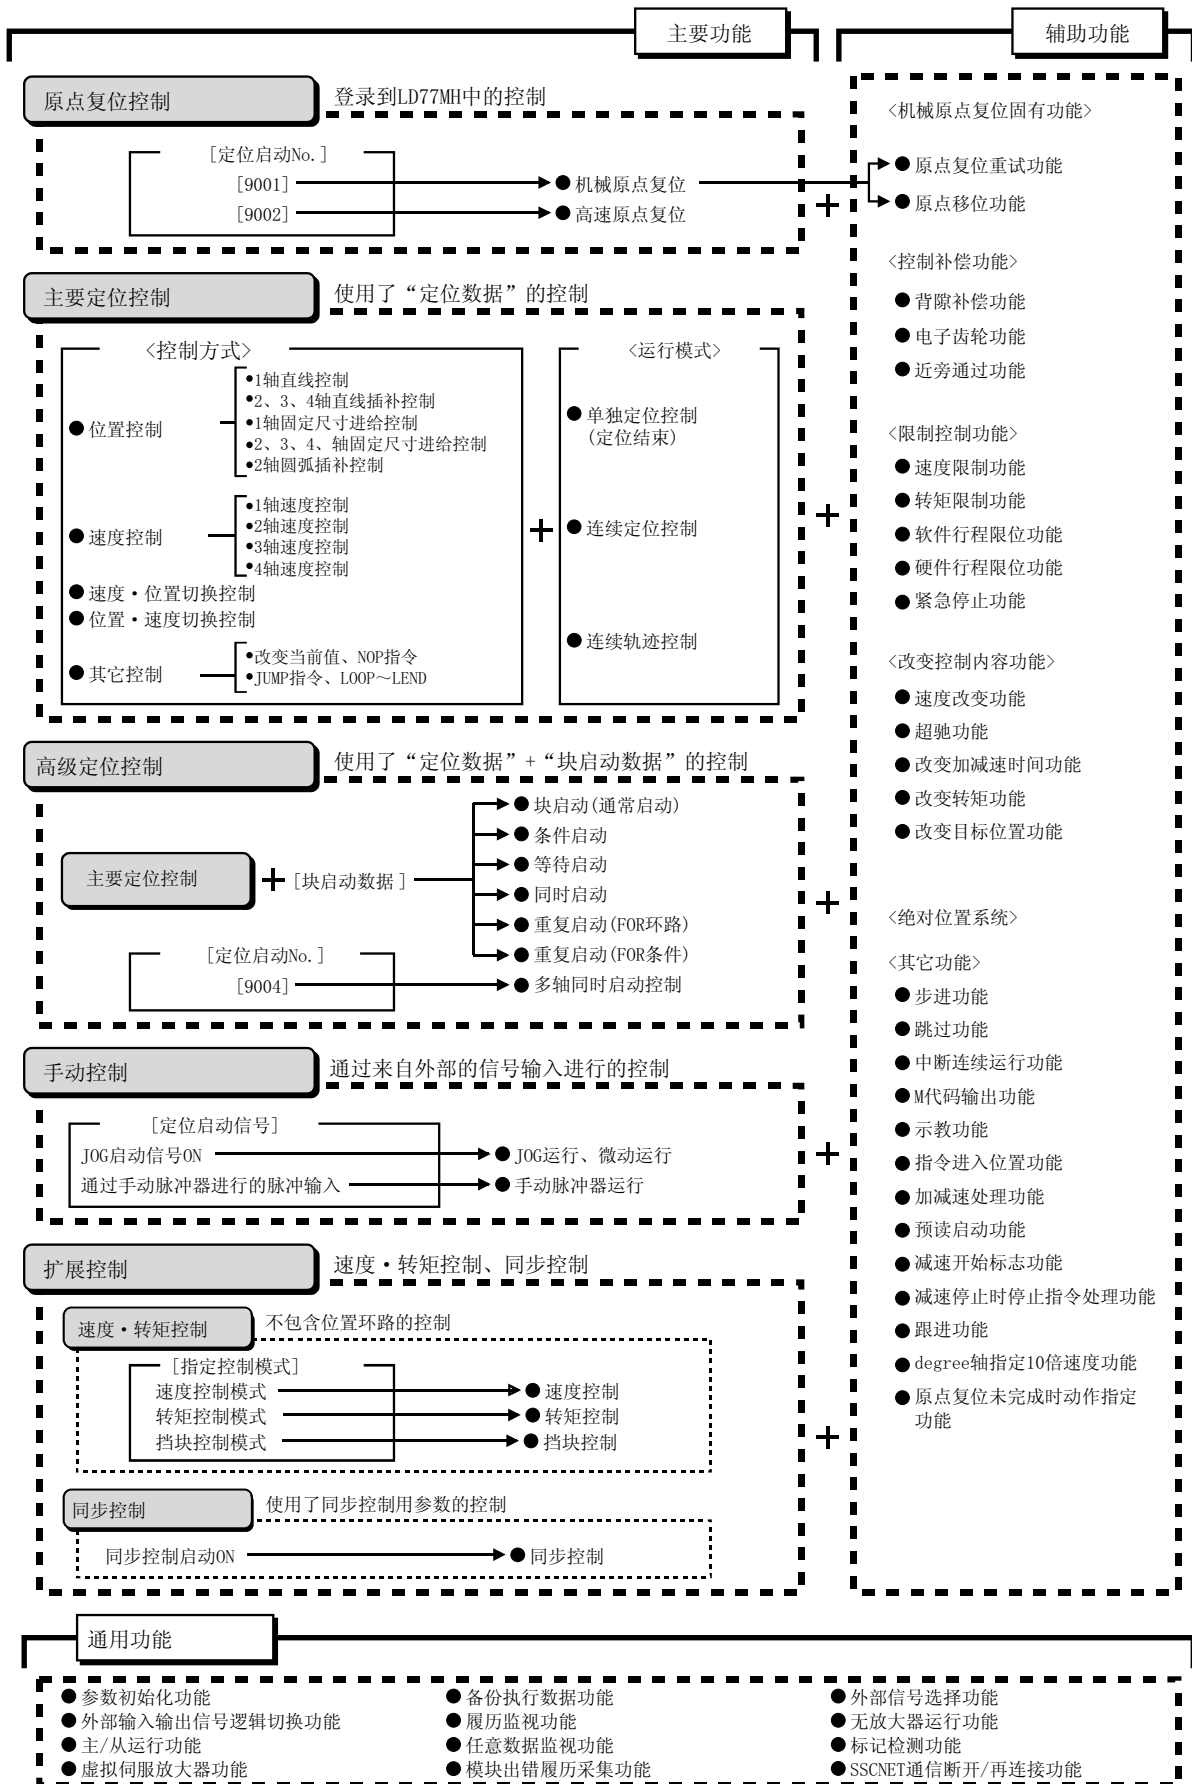 主要功能
辅助功能
原点复位控制
登录到LD77MH中的控制
[定位启动No.]
[9001]
机械原点复位
[9002]
高速原点复位
主要定位控制
使用了“定位数据”的控制
<控制方式>
位置控制
•1轴直线控制
•2、3、4轴直线插补控制
•1轴固定尺寸进给控制
•2、3、4、轴固定尺寸进给控制
•2轴圆弧插补控制
速度控制
•1轴速度控制
•2轴速度控制
•3轴速度控制
•4轴速度控制
●速度・位置切换控制
●位置・速度切换控制
●其它控制
•改变当前值、NOP指令
•JUMP指令、LOOP～LEND
<运行模式>
●单独定位控制
(定位结束)
●连续定位控制
●连续轨迹控制
高级定位控制
使用了“定位数据”+“块启动数据”的控制
主要定位控制
+
[块启动数据 ]
●块启动(通常启动)
●条件启动
●等待启动
●同时启动
●重复启动(FOR环路)
●重复启动(FOR条件)
[定位启动No.]
[9004]
●多轴同时启动控制
手动控制
通过来自外部的信号输入进行的控制
[定位启动信号]
JOG启动信号ON
●JOG运行、微动运行
通过手动脉冲器进行的脉冲输入
●手动脉冲器运行
扩展控制
速度・转矩控制、同步控制
速度・转矩控制
不包含位置环路的控制
[指定控制模式]
速度控制模式
●速度控制
转矩控制模式
●转矩控制
挡块控制模式
●挡块控制
同步控制
使用了同步控制用参数的控制
同步控制启动ON
●同步控制
<机械原点复位固有功能>
●原点复位重试功能
●原点移位功能
<控制补偿功能>
●背隙补偿功能
●电子齿轮功能
●近旁通过功能
<限制控制功能>
●速度限制功能
●转矩限制功能
●软件行程限位功能
●硬件行程限位功能
●紧急停止功能
<改变控制内容功能>
●速度改变功能
●超驰功能
●改变加减速时间功能
●改变转矩功能
●改变目标位置功能
<绝对位置系统>
<其它功能>
●步进功能
●跳过功能
●中断连续运行功能
●M代码输出功能
●示教功能
●指令进入位置功能
●加减速处理功能
●预读启动功能
●减速开始标志功能
●减速停止时停止指令处理功能
●跟进功能
●degree轴指定10倍速度功能
●原点复位未完成时动作指定
功能
通用功能
●参数初始化功能
●外部输入输出信号逻辑切换功能
●主/从运行功能
●虚拟伺服放大器功能
●备份执行数据功能
●履历监视功能
●任意数据监视功能
●模块出错履历采集功能
●外部信号选择功能
●无放大器运行功能
●标记检测功能
●SSCNET通信断开/再连接功能